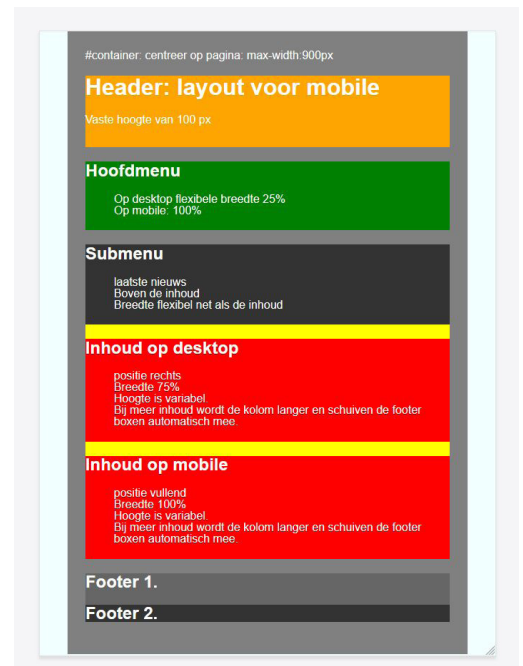 #container: centreer op pagina: max-width:900px
Header: layout voor mobile
Vaste hoogte van 100 px
Hoofdmenu
Op desktop flexibele breedte 25%
Op mobile: 100%
Submenu
laatste nieuws
Boven de inhoud
Breedte flexibel net als de inhoud
Inhoud op desktop
positie rechts
Breedte 75%
Hoogte is variabel.
Bij meer inhoud wordt de kolom langer en schuiven de footer
boxen automatisch mee.
Inhoud op mobile
positie vullend
Breedte 100%
Hoogte is variabel.
Bij meer inhoud wordt de kolom langer en schuiven de footer
boxen automatisch mee.
Footer 1.
Footer 2.